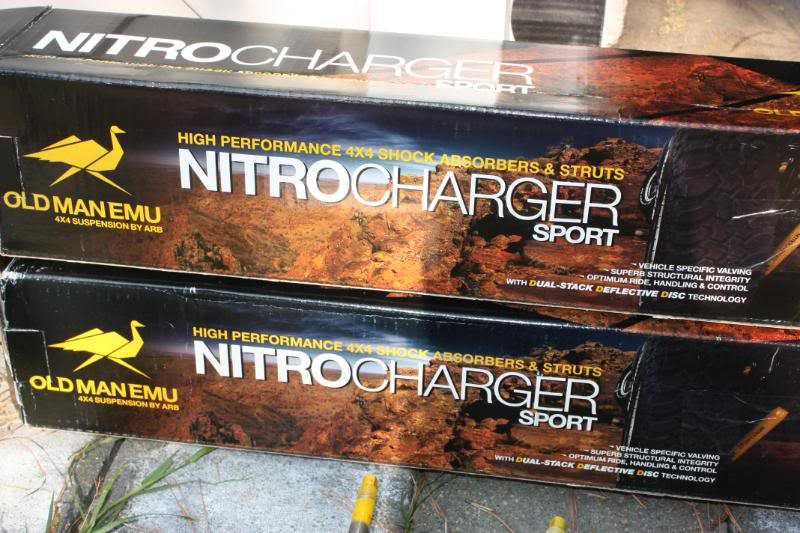 NITROCHARGER
SPORT
HIGH PERFORMANCE 4X4 SHOCK ABSORBERS & STRUTS
NITROCHARGER
SPORT
OLD MAN EMU
4X4 SUSPENSION BY ARB
~ VEHICLE SPECIFIC VALVING
~ SUPERB STRUCTURAL INTEGRITY
~ OPTIMUM RIDE, HANDLING & CONTROL
WITH DUAL-STACK DEFLECTIVE DISC TECHNOLOGY
HIGH PERFORMANCE 4X4 SHOCK ABSORBERS & STRUTS
NITROCHARGER
SPORT
OLD MAN EMU
4X4 SUSPENSION BY ARB
~ VEHICLE SPECIFIC VALVING
~ SUPERB STRUCTURAL INTEGRITY
~ OPTIMUM RIDE, HANDLING & CONTROL
WITH DUAL-STACK DEFLECTIVE DISC TECHNOLOGY